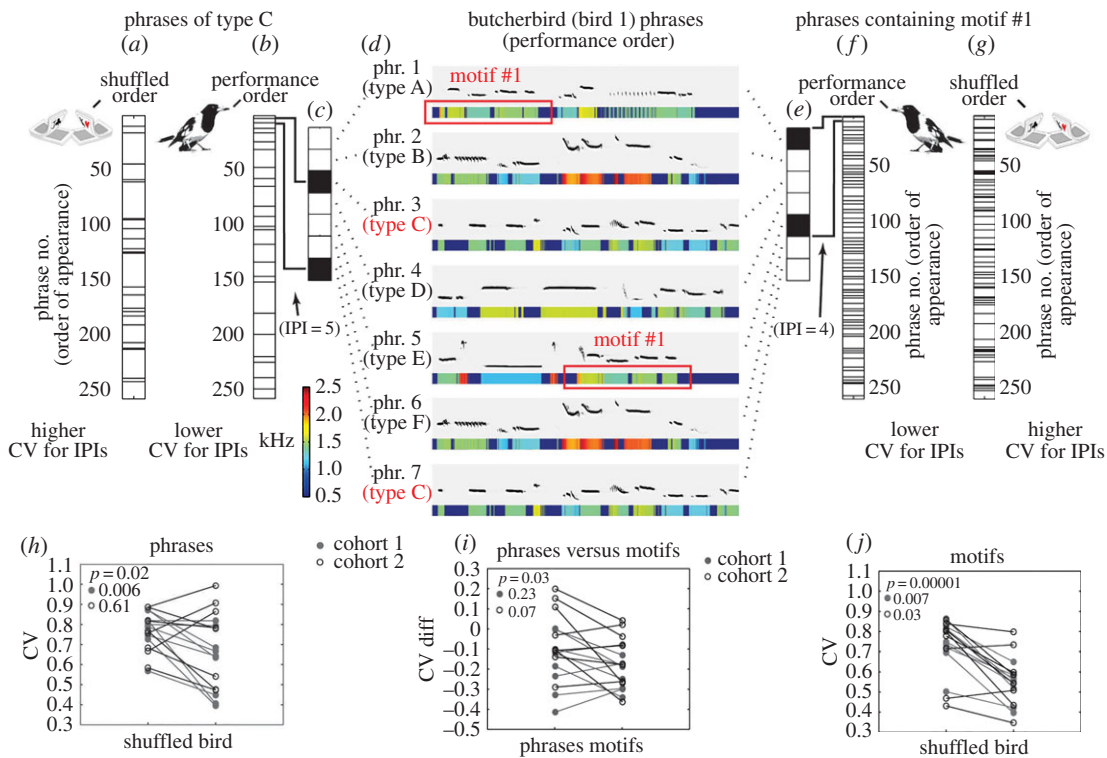 phrases of type C
butcherbird (bird 1) phrases
(performance order)
phrases containing motif #1
(a)
(b)
(c)
(d)
(e)
(f)
(g)
shuffled
order
performance
order
performance
order
shuffled
order
50
100
150
200
250
phrase no.
(order of appearance)
50
100
150
200
250
(IPI = 5)
higher
CV for IPIs
lower
CV for IPIs
kHz
2.5
2.0
1.5
1.0
0.5
phr. 1
(type A)
motif #1
phr. 2
(type B)
phr. 3
(type C)
phr. 4
(type D)
phr. 5
(type E)
motif #1
phr. 6
(type F)
phr. 7
(type C)
(IPI = 4)
50
100
150
200
250
phrase no. (order of
appearance)
50
100
150
200
250
phrase no. (order of
appearance)
lower
CV for IPIs
higher
CV for IPIs
(h)
phrases
cohort 1
cohort 2
p = 0.02
0.006
0.61
1.1
1.0
0.9
0.8
0.7
0.6
0.5
0.4
0.3
CV
shuffled bird
(i)
phrases versus motifs
cohort 1
cohort 2
p = 0.03
0.23
0.07
0.3
0.2
0.1
0
−0.1
−0.2
−0.3
−0.4
−0.5
CV diff
phrases motifs
(j)
motifs
p = 0.00001
0.007
0.03
1.1
1.0
0.9
0.8
0.7
0.6
0.5
0.4
0.3
CV
shuffled bird